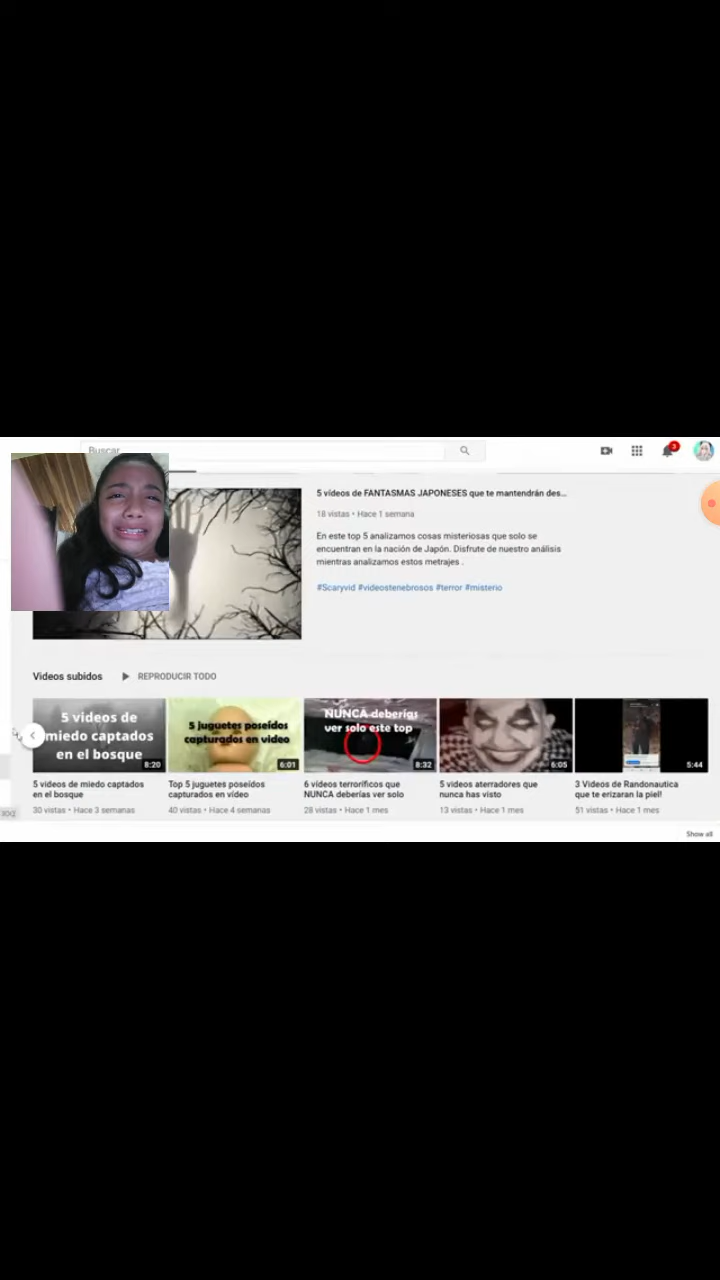 Buscar
3
5 vídeos de FANTASMAS JAPONESES que te mantendrán des...
18 vistas • Hace 1 semana
En este top 5 analizamos cosas misteriosas que solo se
encuentran en la nación de Japón. Disfrute de nuestro análisis
mientras analizamos estos metrajes .
#Scaryvid #videostenebrosos #terror #misterio
Videos subidos
REPRODUCIR TODO
5 videos de
miedo captados
en el bosque
8:20
5 juguetes poseídos
capturados en video
6:01
NUNCA deberías
ver solo este top
8:32
6:05
5:44
5 videos de miedo captados
en el bosque
30 vistas • Hace 3 semanas
Top 5 juguetes poseídos
capturados en vídeo
40 vistas • Hace 4 semanas
6 vídeos terroríficos que
NUNCA deberías ver solo
28 vistas • Hace 1 mes
5 videos aterradores que
nunca has visto
13 vistas • Hace 1 mes
3 Videos de Randonautica
que te erizaran la piel!
51 vistas • Hace 1 mes
Show all